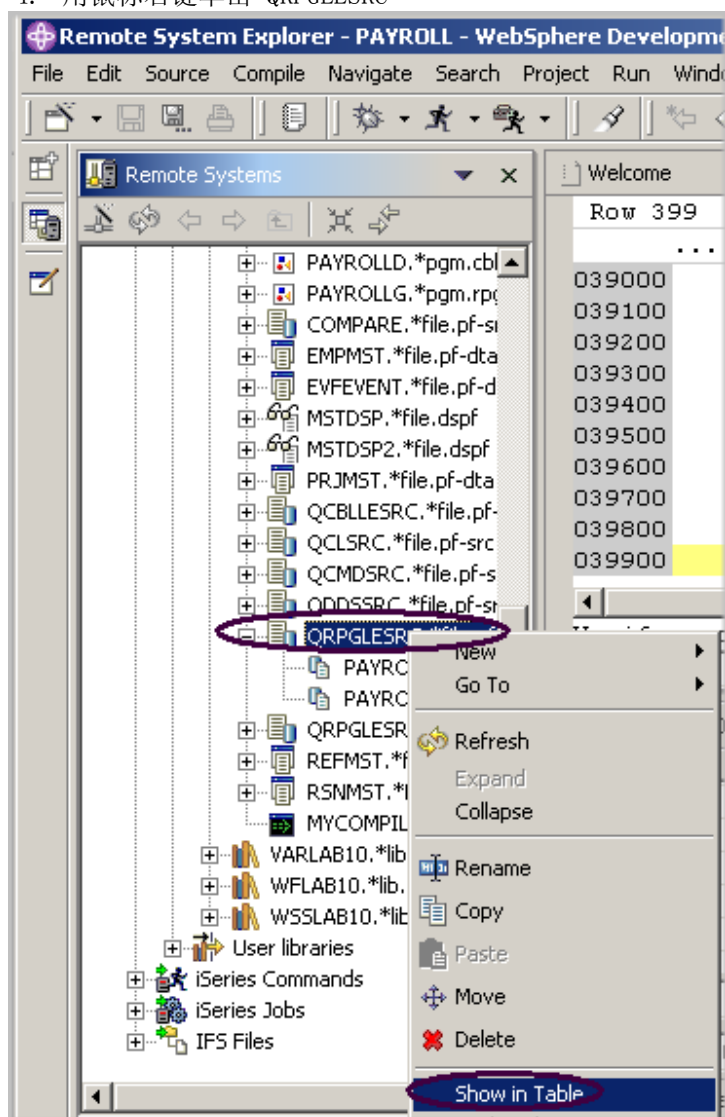 用鼠标右键单击 QRPGLESRC
Remote System Explorer - PAYROLL - WebSphere Developme
File Edit Source Compile Navigate Search Project Run Windo
Remote Systems
Welcome
Row 399
...
PAYROLLD.*pgm.cbl
PAYROLLG.*pgm.rpg
COMPARE.*file.pf-sr
EMPMST.*file.pf-dta
EVFEVENT.*file.pf-d
MSTDSP.*file.dspf
MSTDSP2.*file.dspf
PRJMST.*file.pf-dta
QCBLLESRC.*file.pf-
QCLSRC.*file.pf-src
QCMDSRC.*file.pf-s
QDDSSRC.*file.pf-sr
QRPGLESR
PAYRO
PAYRO
QRPGLESR
REFMST.*f
RSNMST.*
MYCOMPIL
VARLAB10.*lib
WFLAB10.*lib.
WSSLAB10.*lib
User libraries
iSeries Commands
iSeries Jobs
IFS Files
039000
039100
039200
039300
039400
039500
039600
039700
039800
039900
New
Go To
Refresh
Expand
Collapse
Rename
Copy
Paste
Move
Delete
Show in Table